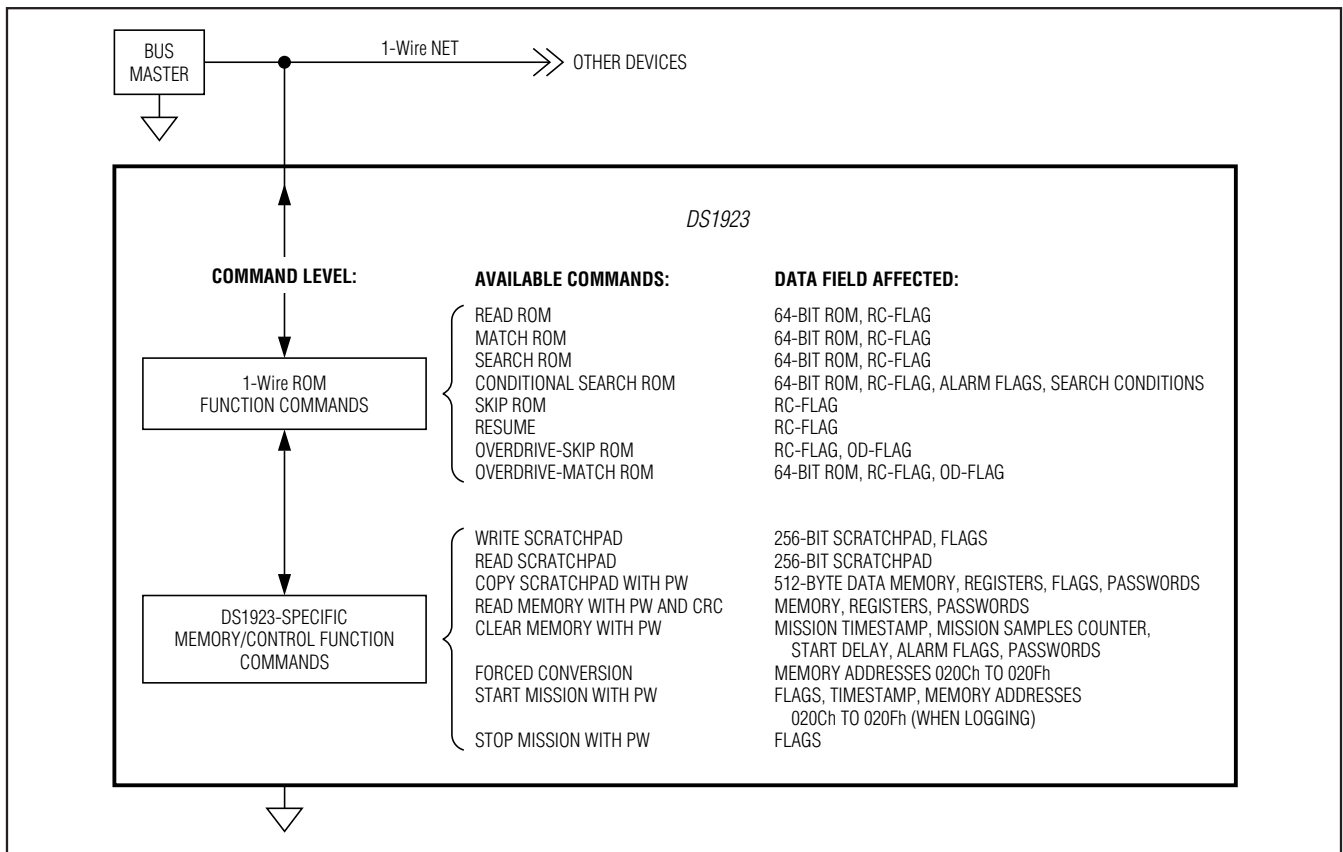 BUS
MASTER
1-Wire NET
OTHER DEVICES
DS1923
COMMAND LEVEL: AVAILABLE COMMANDS: DATA FIELD AFFECTED:
1-Wire ROM
FUNCTION COMMANDS
READ ROM 64-BIT ROM, RC-FLAG
MATCH ROM 64-BIT ROM, RC-FLAG
SEARCH ROM 64-BIT ROM, RC-FLAG
CONDITIONAL SEARCH ROM 64-BIT ROM, RC-FLAG, ALARM FLAGS, SEARCH CONDITIONS
SKIP ROM RC-FLAG
RESUME RC-FLAG
OVERDRIVE-SKIP ROM RC-FLAG, OD-FLAG
OVERDRIVE-MATCH ROM 64-BIT ROM, RC-FLAG, OD-FLAG
DS1923-SPECIFIC
MEMORY/CONTROL FUNCTION
COMMANDS
WRITE SCRATCHPAD 256-BIT SCRATCHPAD, FLAGS
READ SCRATCHPAD 256-BIT SCRATCHPAD
COPY SCRATCHPAD WITH PW 512-BYTE DATA MEMORY, REGISTERS, FLAGS, PASSWORDS
READ MEMORY WITH PW AND CRC MEMORY, REGISTERS, PASSWORDS
CLEAR MEMORY WITH PW MISSION TIMESTAMP, MISSION SAMPLES COUNTER,
START DELAY, ALARM FLAGS, PASSWORDS
FORCED CONVERSION MEMORY ADDRESSES 020Ch TO 020Fh
START MISSION WITH PW FLAGS, TIMESTAMP, MEMORY ADDRESSES
020Ch TO 020Fh (WHEN LOGGING)
STOP MISSION WITH PW FLAGS